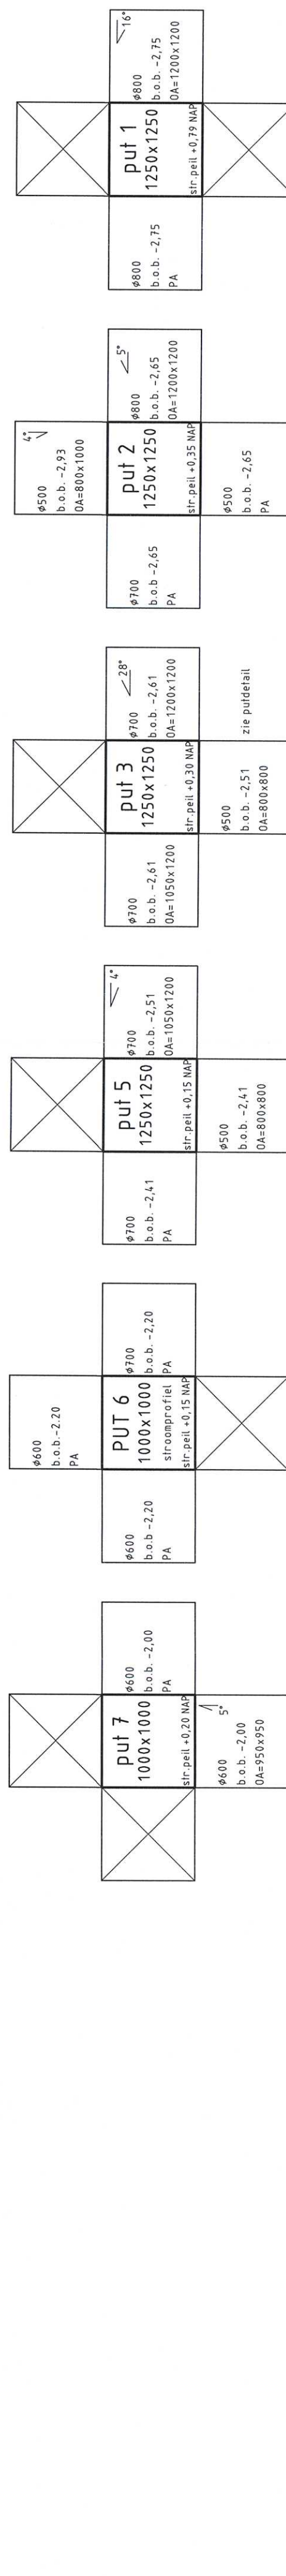 put 7
1000x1000
str.peil +0,20 NAP
ø600
b.o.b. -2,00
PA
5°
ø600
b.o.b. -2,00
OA=950x950
ø600
b.o.b.-2.20
PA
ø600
b.o.b -2,20
PA
PUT 6
1000x1000
stroomprofiel
str.peil +0,15 NAP
ø700
b.o.b. -2,20
PA
ø700
b.o.b. -2,41
PA
put 5
1250x1250
str.peil +0,15 NAP
4°
ø700
b.o.b. -2,51
OA=1050x1200
ø500
b.o.b. -2,41
OA=800x800
ø700
b.o.b. -2,61
OA=1050x1200
put 3
1250x1250
str.peil +0,30 NAP
28°
ø700
b.o.b. -2,61
OA=1200x1200
ø500
b.o.b. -2,51
OA=800x800
zie putdetail
4°
ø500
b.o.b. -2,93
OA=800x1000
ø700
b.o.b -2,65
PA
put 2
1250x1250
str.peil +0,35 NAP
5°
ø800
b.o.b. -2,65
OA=1200x1200
ø500
b.o.b. -2,65
PA
ø800
b.o.b. -2,75
PA
put 1
1250x1250
str.peil +0,79 NAP
16°
ø800
b.o.b. -2,75
OA=1200x1200